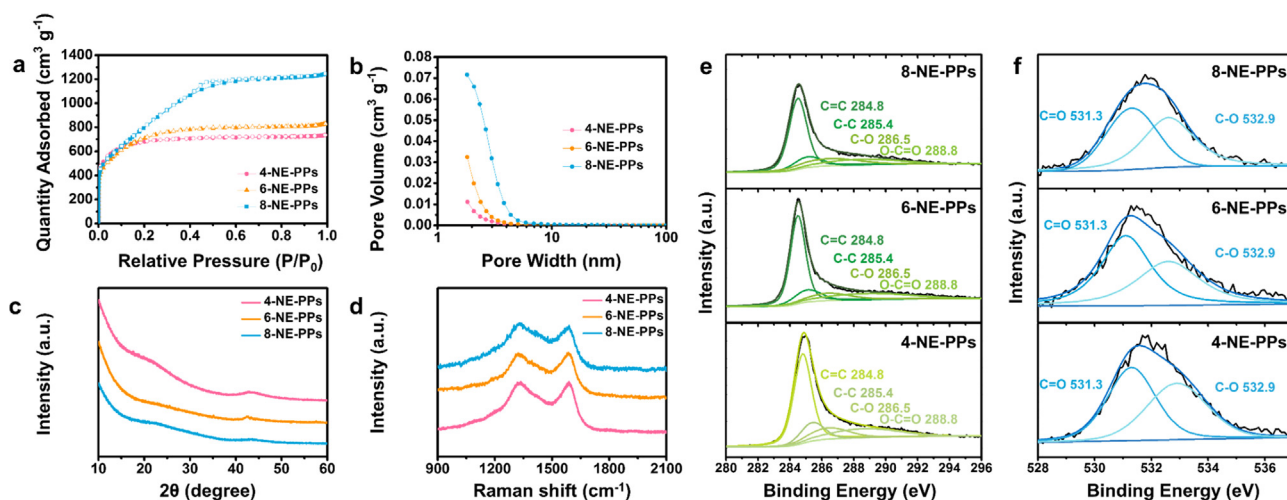 a
Quantity Adsorbed (cm³ g⁻¹)
1400
1200
1000
800
600
400
200
0
4-NE-PPs
6-NE-PPs
8-NE-PPs
0.0 0.2 0.4 0.6 0.8 1.0
Relative Pressure (P/P₀)
b
Pore Volume (cm³ g⁻¹)
0.08
0.07
0.06
0.05
0.04
0.03
0.02
0.01
0.00
4-NE-PPs
6-NE-PPs
8-NE-PPs
1 10 100
Pore Width (nm)
c
Intensity (a.u.)
4-NE-PPs
6-NE-PPs
8-NE-PPs
10 20 30 40 50 60
2θ (degree)
d
Intensity (a.u.)
4-NE-PPs
6-NE-PPs
8-NE-PPs
900 1200 1500 1800 2100
Raman shift (cm⁻¹)
e
Intensity (a.u.)
8-NE-PPs
C=C 284.8
C-C 285.4
C-O 286.5
O-C=O 288.8
6-NE-PPs
C=C 284.8
C-C 285.4
C-O 286.5
O-C=O 288.8
4-NE-PPs
C=C 284.8
C-C 285.4
C-O 286.5
O-C=O 288.8
280 282 284 286 288 290 292 294 296
Binding Energy (eV)
f
Intensity (a.u.)
8-NE-PPs
C=O 531.3
C-O 532.9
6-NE-PPs
C=O 531.3
C-O 532.9
4-NE-PPs
C=O 531.3
C-O 532.9
528 530 532 534 536
Binding Energy (eV)